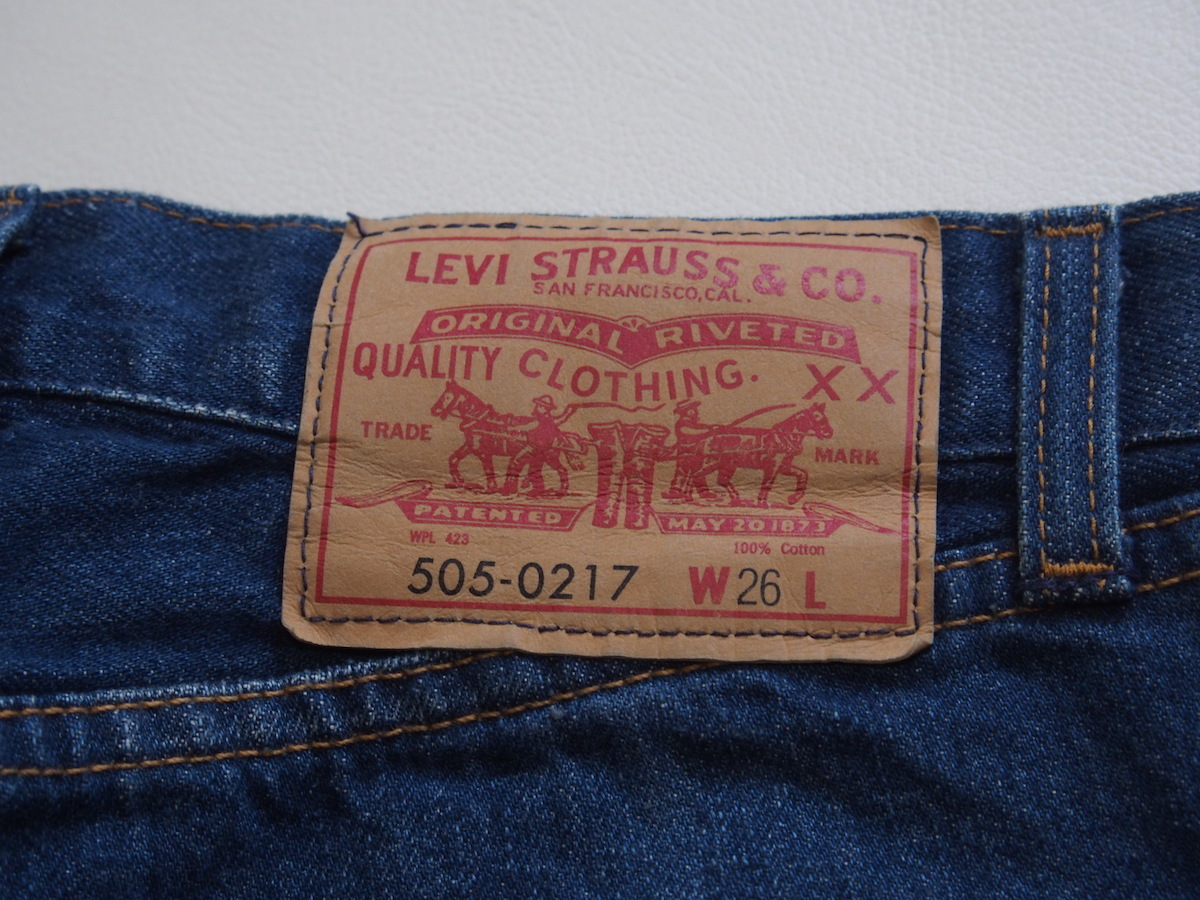 LEVI STRAUSS & CO.
SAN FRANCISCO, CAL.
ORIGINAL RIVETED
QUALITY CLOTHING. XX
TRADE MARK
PATENTED MAY 20 1873
WPL 423 100% Cotton
505-0217 W 26 L